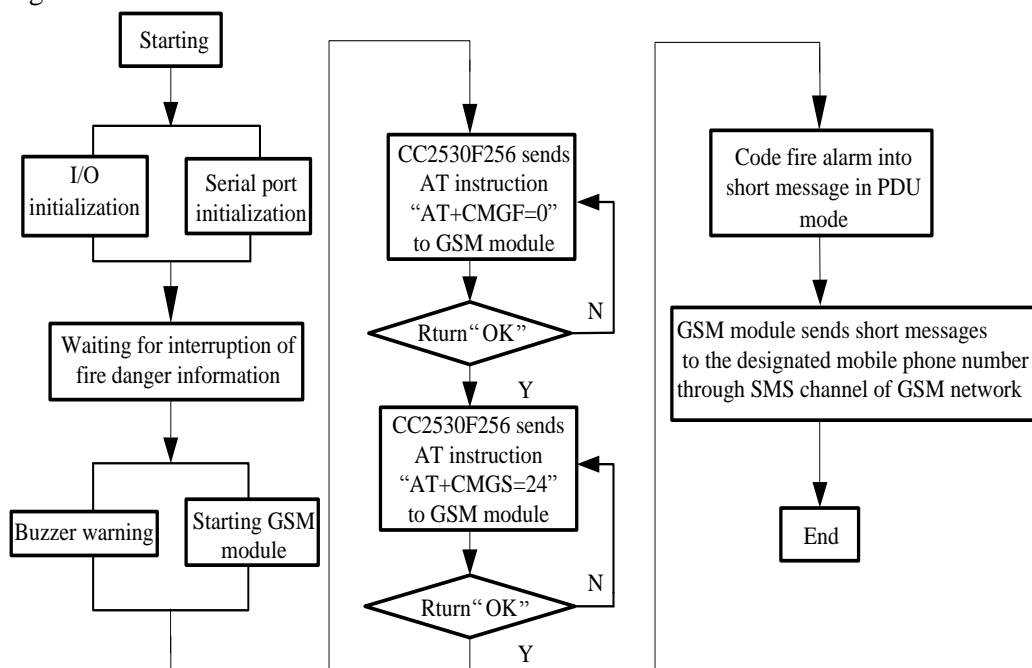 Starting
I/O
initialization
Serial port
initialization
Waiting for interruption of
fire danger information
Buzzer warning
Starting GSM
module
CC2530F256 sends
AT instruction
“AT+CMGF=0”
to GSM module
N
Rturn“OK”
Y
CC2530F256 sends
AT instruction
“AT+CMGS=24”
to GSM module
N
Rturn“OK”
Y
Code fire alarm into
short message in PDU
mode
GSM module sends short messages
to the designated mobile phone number
through SMS channel of GSM network
End